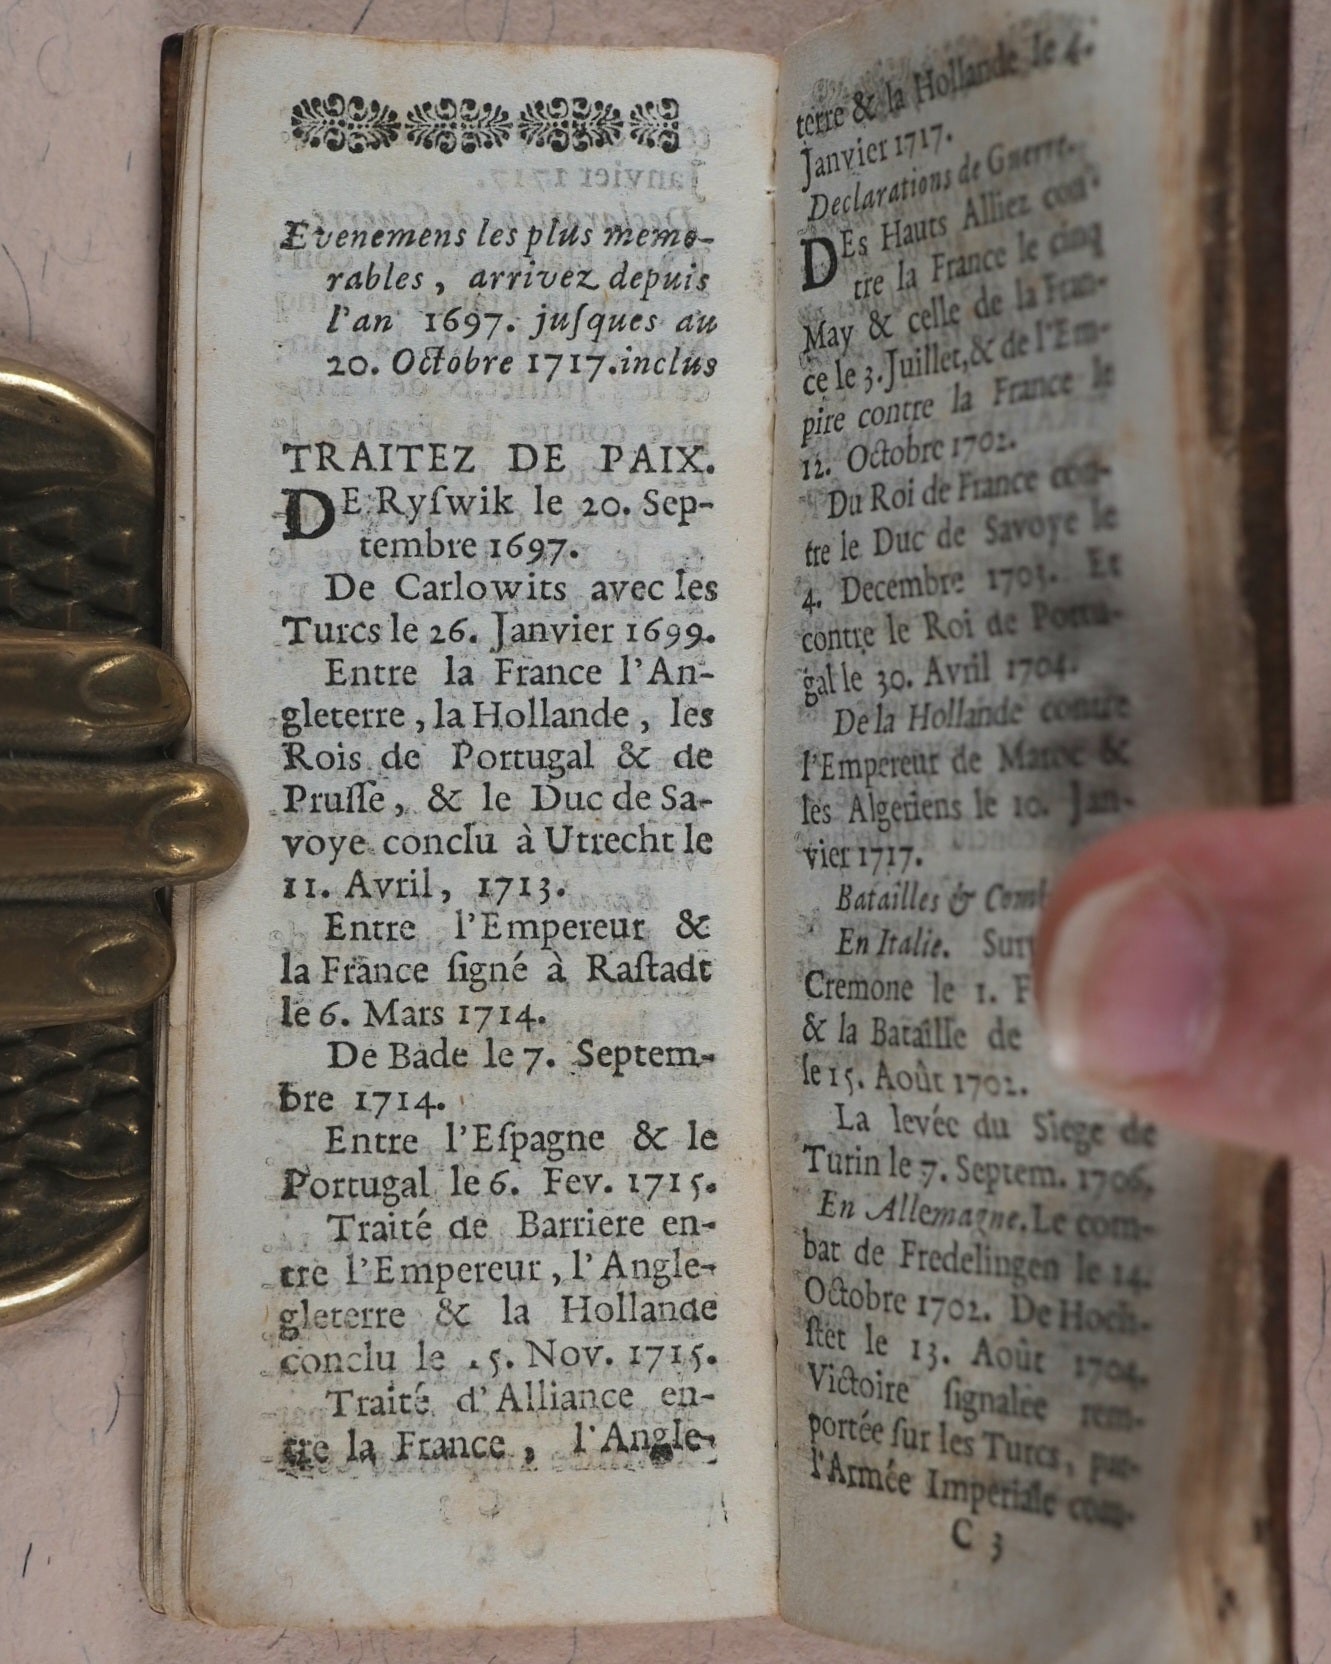 Evenemens les plus memo-
rables, arrivez depuis
l'an 1697. juſques au
20. Octobre 1717. inclus
TRAITEZ DE PAIX.
DE Ryſwik le 20. Sep-
tembre 1697.
De Carlowits avec les
Turcs le 26. Janvier 1699.
Entre la France l'An-
gleterre, la Hollande, les
Rois de Portugal & de
Pruſſe, & le Duc de Sa-
voye conclu à Utrecht le
11. Avril, 1713.
Entre l'Empereur &
la France ſigné à Raſtadt
le 6. Mars 1714.
De Bade le 7. Septem-
bre 1714.
Entre l'Eſpagne & le
Portugal le 6. Fev. 1715.
Traité de Barriere en-
tre l'Empereur, l'Angle-
gleterre & la Hollande
conclu le 15. Nov. 1715.
Traité d'Alliance en-
tre la France, l'Angle-
terre & la Hollande le 4.
Janvier 1717.
Declarations de Guerre.
DEs Hauts Alliez con-
tre la France le cinq
May & celle de la Fran-
ce le 3. Juillet, & de l'Em-
pire contre la France le
12. Octobre 1702.
Du Roi de France con-
tre le Duc de Savoye le
4. Decembre 1703. Et
contre le Roi de Portu-
gal le 30. Avril 1704.
De la Hollande contre
l'Empereur de Maroc &
les Algeriens le 10. Jan-
vier 1717.
Batailles & Comb
En Italie. Sur
Cremone le 1. F
& la Bataille de
le 15. Août 1702.
La levée du Siege de
Turin le 7. Septem. 1706.
En Allemagne. Le com-
bat de Fredelingen le 14.
Octobre 1702. De Hoch-
ſtet le 13. Août 1704.
Victoire ſignalée rem-
portée ſur les Turcs, par
l'Armée Imperiale com-
C 3